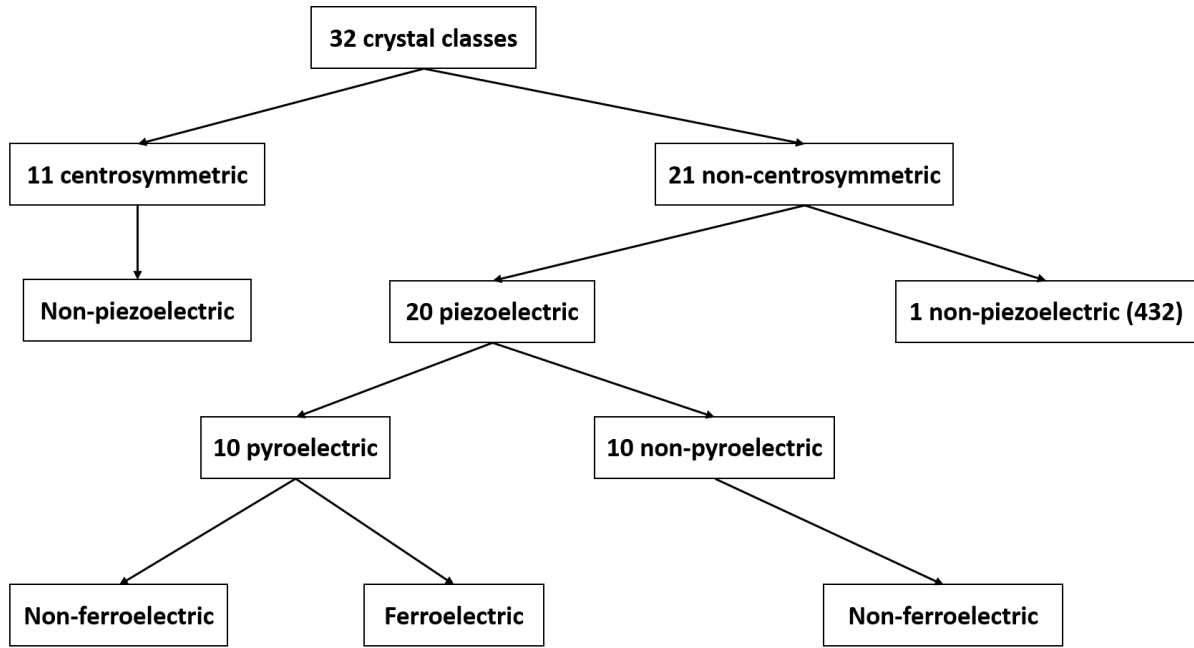 32 crystal classes
11 centrosymmetric
21 non-centrosymmetric
Non-piezoelectric
20 piezoelectric
1 non-piezoelectric (432)
10 pyroelectric
10 non-pyroelectric
Non-ferroelectric
Ferroelectric
Non-ferroelectric